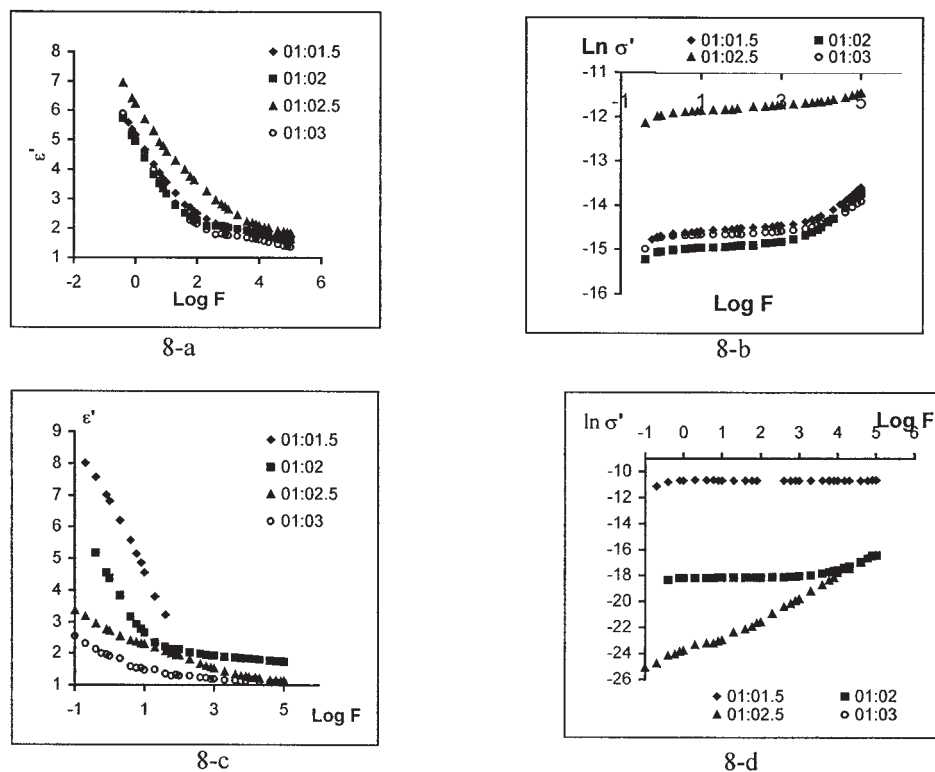 8
7
6
5
4
3
2
1
ε'
-2 0 2 4 6
Log F
01:01.5
01:02
01:02.5
01:03
8-a
Ln σ'
01:01.5 01:02
01:02.5 01:03
-11
-12
-13
-14
-15
-16
-1 1 3 5
Log F
8-b
ε'
9
8
7
6
5
4
3
2
1
-1 1 3 5
Log F
01:01.5
01:02
01:02.5
01:03
8-c
ln σ' Log F
-1 0 1 2 3 4 5 6
-10
-12
-14
-16
-18
-20
-22
-24
-26
01:01.5 01:02
01:02.5 01:03
8-d